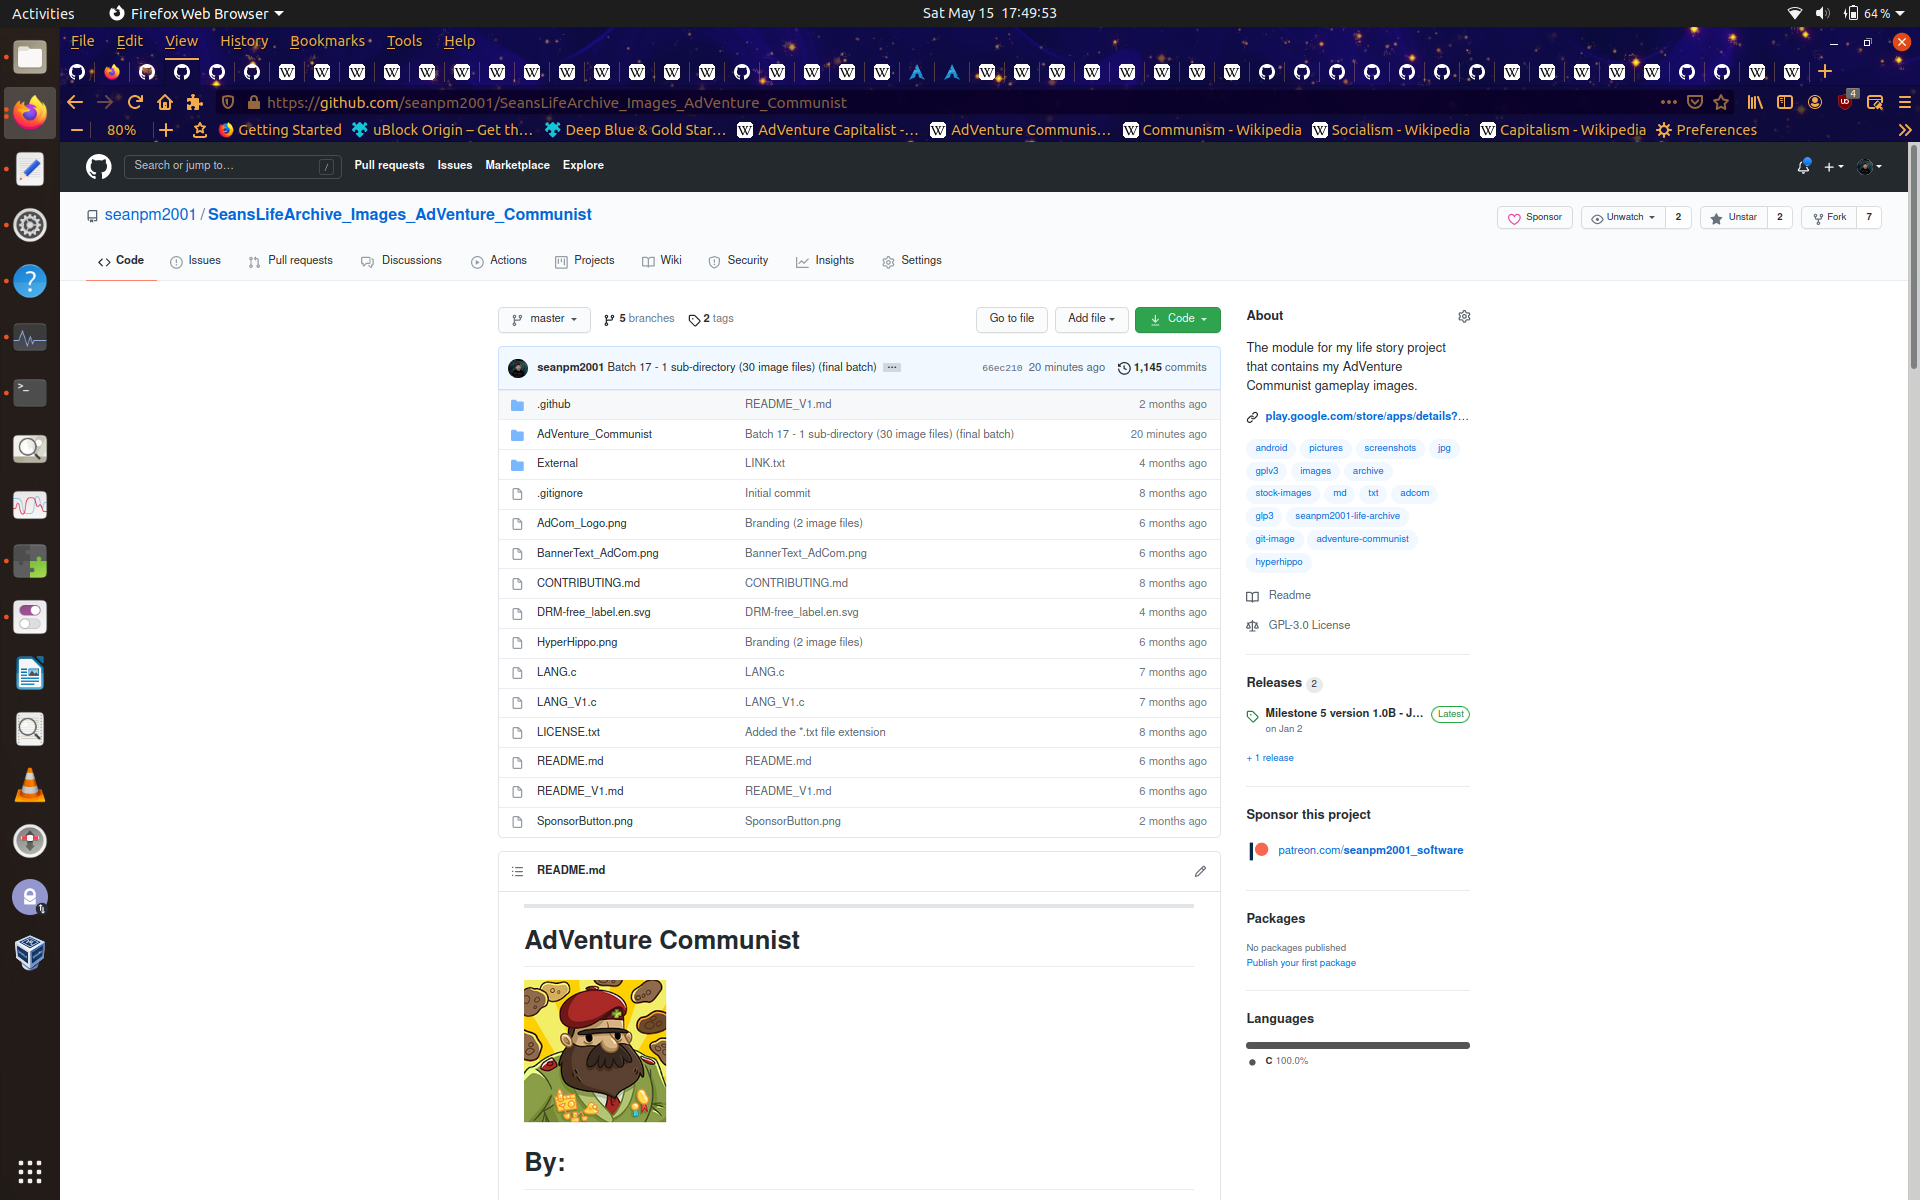 Activities
Firefox Web Browser
Sat May 15 17:49:53
64 %
File Edit View History Bookmarks Tools Help
https://github.com/seanpm2001/SeansLifeArchive_Images_AdVenture_Communist
4
80%
Getting Started
uBlock Origin – Get th…
Deep Blue & Gold Star…
AdVenture Capitalist -…
AdVenture Communis…
Communism - Wikipedia
Socialism - Wikipedia
Capitalism - Wikipedia
Preferences
Search or jump to…
/
Pull requests Issues Marketplace Explore
seanpm2001 / SeansLifeArchive_Images_AdVenture_Communist
Sponsor
Unwatch 2
Unstar 2
Fork 7
Code
Issues
Pull requests
Discussions
Actions
Projects
Wiki
Security
Insights
Settings
master
5 branches
2 tags
Go to file
Add file
Code
seanpm2001 Batch 17 - 1 sub-directory (30 image files) (final batch) …
66ec210 20 minutes ago
1,145 commits
.github README_V1.md 2 months ago
AdVenture_Communist Batch 17 - 1 sub-directory (30 image files) (final batch) 20 minutes ago
External LINK.txt 4 months ago
.gitignore Initial commit 8 months ago
AdCom_Logo.png Branding (2 image files) 6 months ago
BannerText_AdCom.png BannerText_AdCom.png 6 months ago
CONTRIBUTING.md CONTRIBUTING.md 8 months ago
DRM-free_label.en.svg DRM-free_label.en.svg 4 months ago
HyperHippo.png Branding (2 image files) 6 months ago
LANG.c LANG.c 7 months ago
LANG_V1.c LANG_V1.c 7 months ago
LICENSE.txt Added the *.txt file extension 8 months ago
README.md README.md 6 months ago
README_V1.md README_V1.md 6 months ago
SponsorButton.png SponsorButton.png 2 months ago
README.md
AdVenture Communist
By:
About
The module for my life story project
that contains my AdVenture
Communist gameplay images.
play.google.com/store/apps/details?…
android pictures screenshots jpg
gplv3 images archive
stock-images md txt adcom
glp3 seanpm2001-life-archive
git-image adventure-communist
hyperhippo
Readme
GPL-3.0 License
Releases 2
Milestone 5 version 1.0B - J… Latest
on Jan 2
+ 1 release
Sponsor this project
patreon.com/seanpm2001_software
Packages
No packages published
Publish your first package
Languages
C 100.0%